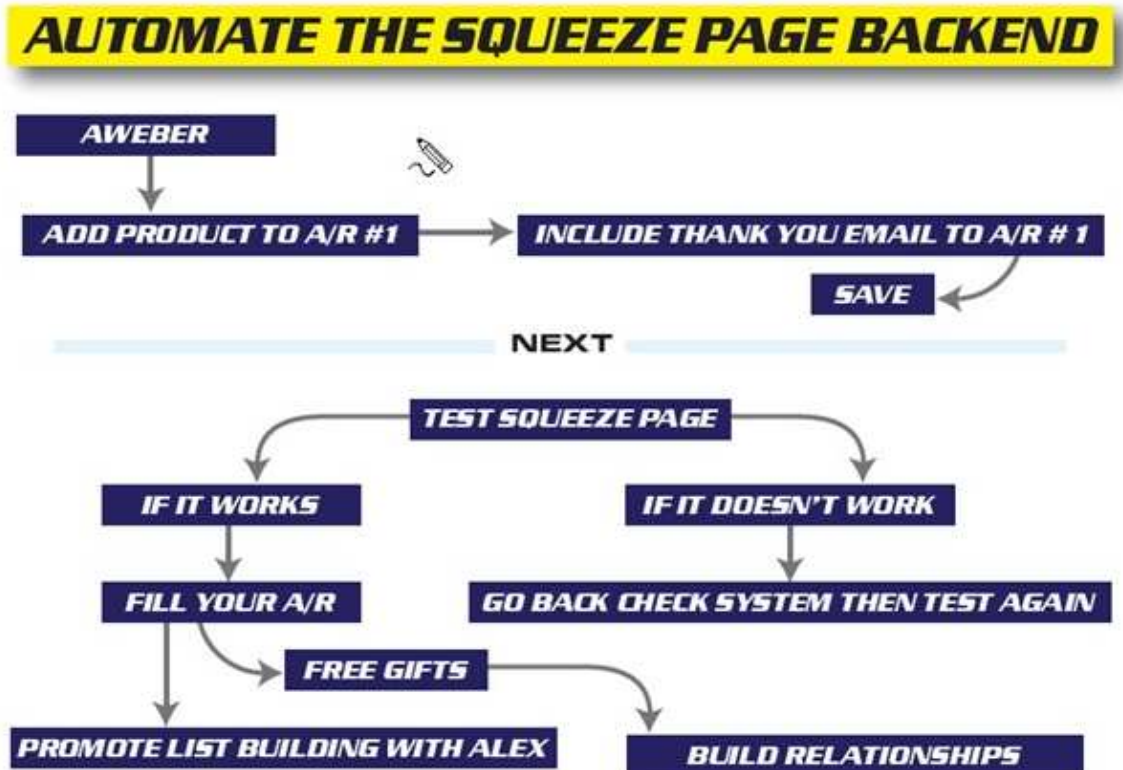 AUTOMATE THE SQUEEZE PAGE BACKEND
AWEBER
ADD PRODUCT TO A/R #1
INCLUDE THANK YOU EMAIL TO A/R # 1
SAVE
NEXT
TEST SQUEEZE PAGE
IF IT WORKS
IF IT DOESN'T WORK
FILL YOUR A/R
GO BACK CHECK SYSTEM THEN TEST AGAIN
FREE GIFTS
PROMOTE LIST BUILDING WITH ALEX
BUILD RELATIONSHIPS